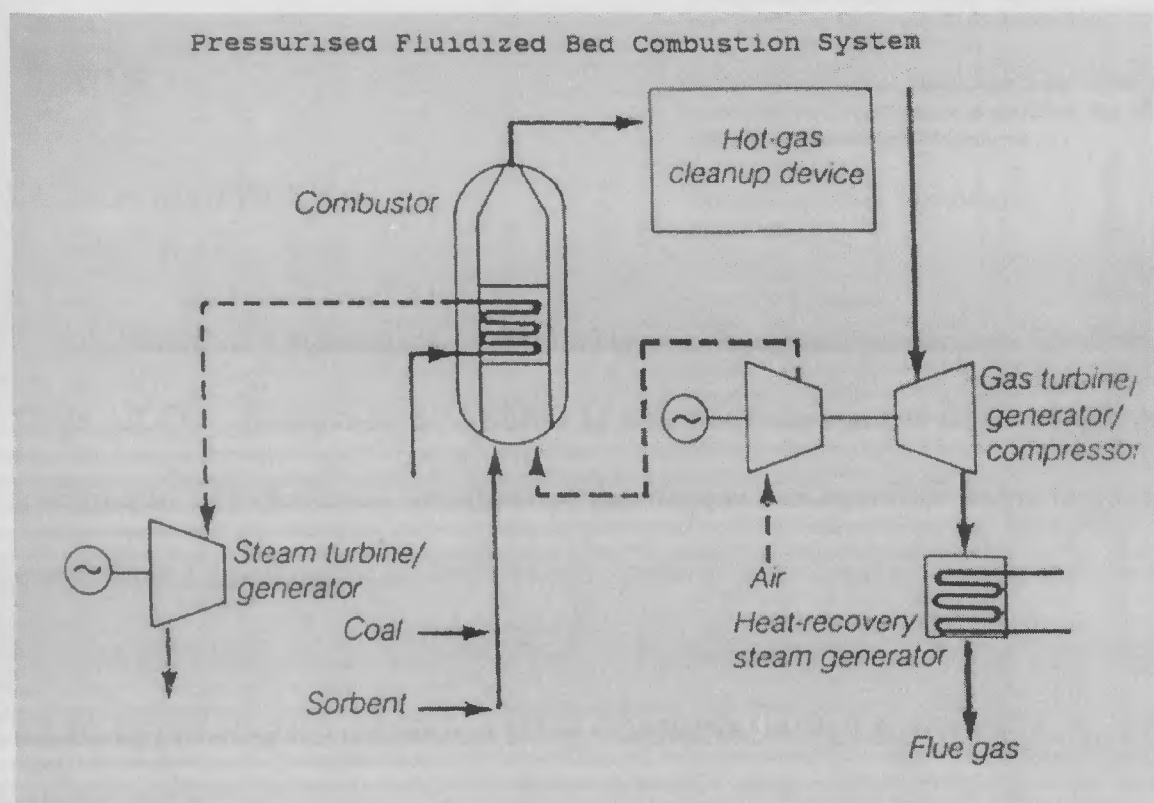 Pressurised Fluidized Bed Combustion System
Hot-gas
cleanup device
Combustor
Gas turbine/
generator/
compressor
Steam turbine/
generator
Air
Coal
Heat-recovery
steam generator
Sorbent
Flue gas